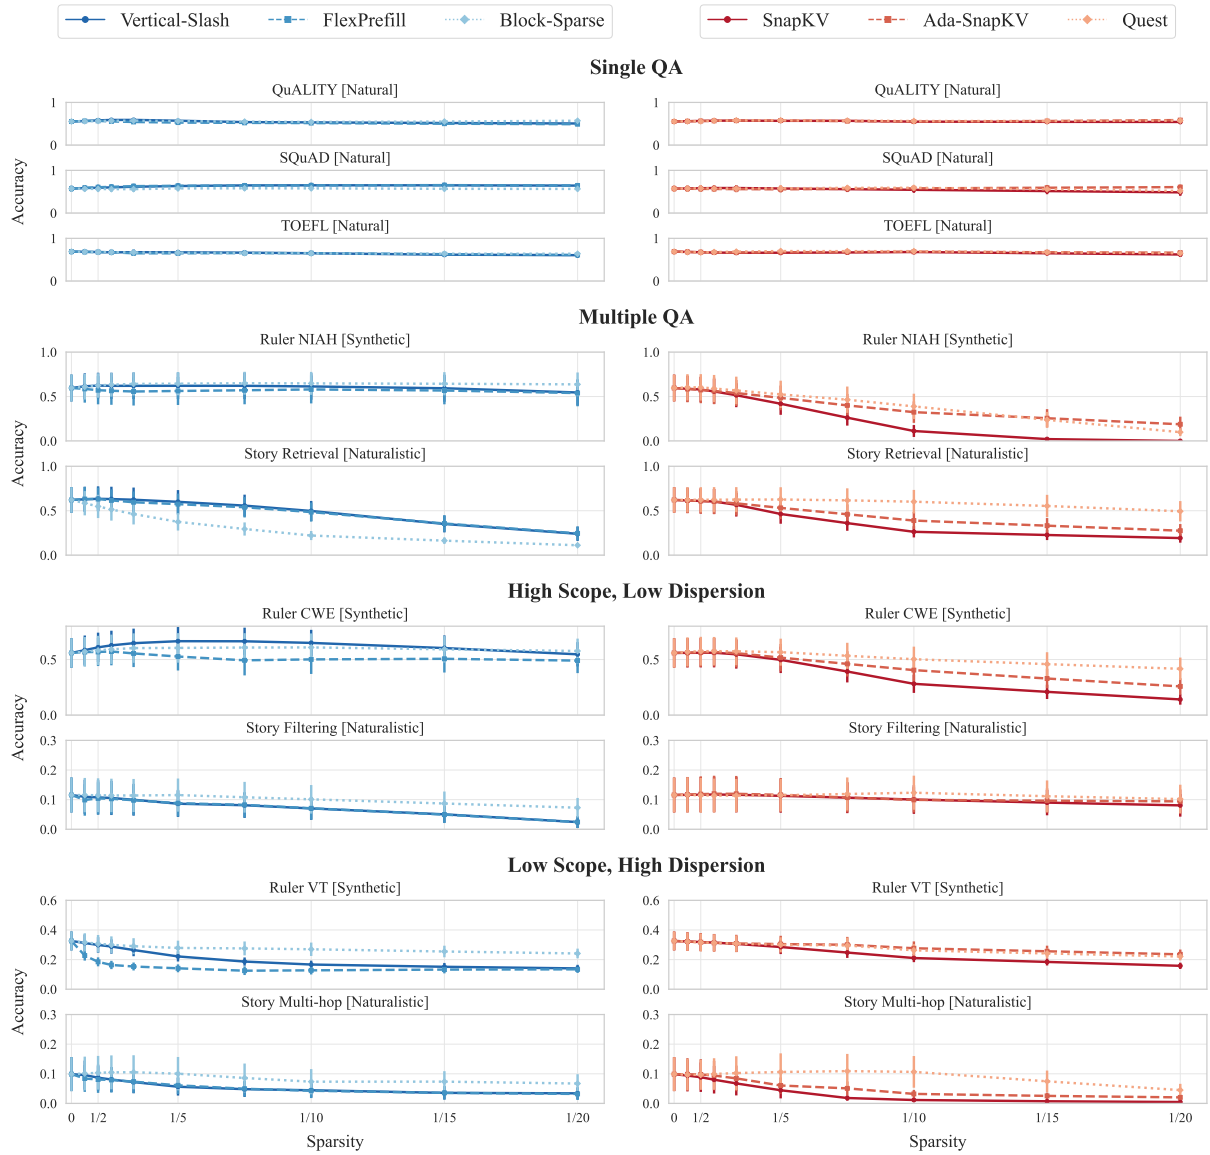 Vertical-Slash FlexPrefill Block-Sparse SnapKV Ada-SnapKV Quest
Single QA
QuALITY [Natural] QuALITY [Natural]
1 1
0 0
SQuAD [Natural] SQuAD [Natural]
1 1
0 0
Accuracy
TOEFL [Natural] TOEFL [Natural]
1 1
0 0
Multiple QA
Ruler NIAH [Synthetic] Ruler NIAH [Synthetic]
1.0 1.0
0.5 0.5
0.0 0.0
Accuracy
Story Retrieval [Naturalistic] Story Retrieval [Naturalistic]
1.0 1.0
0.5 0.5
0.0 0.0
High Scope, Low Dispersion
Ruler CWE [Synthetic] Ruler CWE [Synthetic]
0.5 0.5
0.0 0.0
Accuracy
Story Filtering [Naturalistic] Story Filtering [Naturalistic]
0.3 0.3
0.2 0.2
0.1 0.1
0.0 0.0
Low Scope, High Dispersion
Ruler VT [Synthetic] Ruler VT [Synthetic]
0.6 0.6
0.4 0.4
0.2 0.2
0.0 0.0
Accuracy
Story Multi-hop [Naturalistic] Story Multi-hop [Naturalistic]
0.3 0.3
0.2 0.2
0.1 0.1
0.0 0.0
0 1/2 1/5 1/10 1/15 1/20 0 1/2 1/5 1/10 1/15 1/20
Sparsity Sparsity